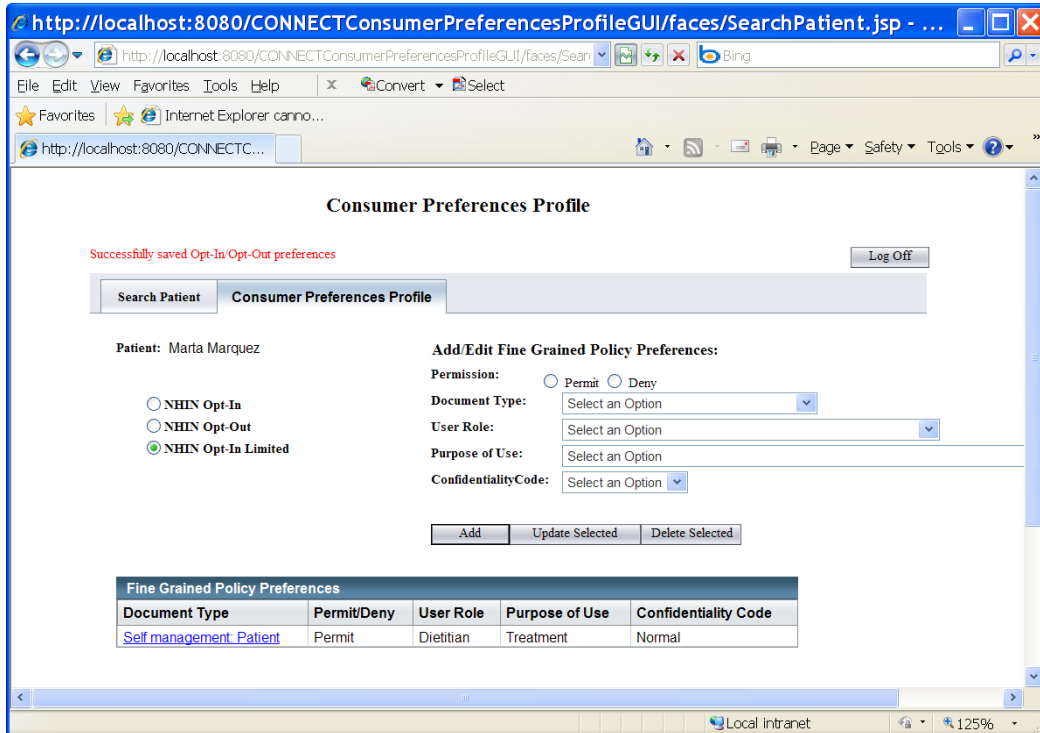 http://localhost:8080/CONNECTConsumerPreferencesProfileGUI/faces/SearchPatient.jsp - ...
http://localhost:8080/CONNECTConsumerPreferencesProfileGUI/faces/Sear
Bing
File Edit View Favorites Tools Help x Convert Select
Favorites Internet Explorer canno...
http://localhost:8080/CONNECTC... Page Safety Tools »
Consumer Preferences Profile
Successfully saved Opt-In/Opt-Out preferences Log Off
Search Patient Consumer Preferences Profile
Patient: Marta Marquez
NHIN Opt-In
NHIN Opt-Out
NHIN Opt-In Limited
Add/Edit Fine Grained Policy Preferences:
Permission: Permit Deny
Document Type: Select an Option
User Role: Select an Option
Purpose of Use: Select an Option
ConfidentialityCode: Select an Option
Add Update Selected Delete Selected
Fine Grained Policy Preferences
Document Type Permit/Deny User Role Purpose of Use Confidentiality Code
Self management: Patient Permit Dietitian Treatment Normal
Local intranet 125%